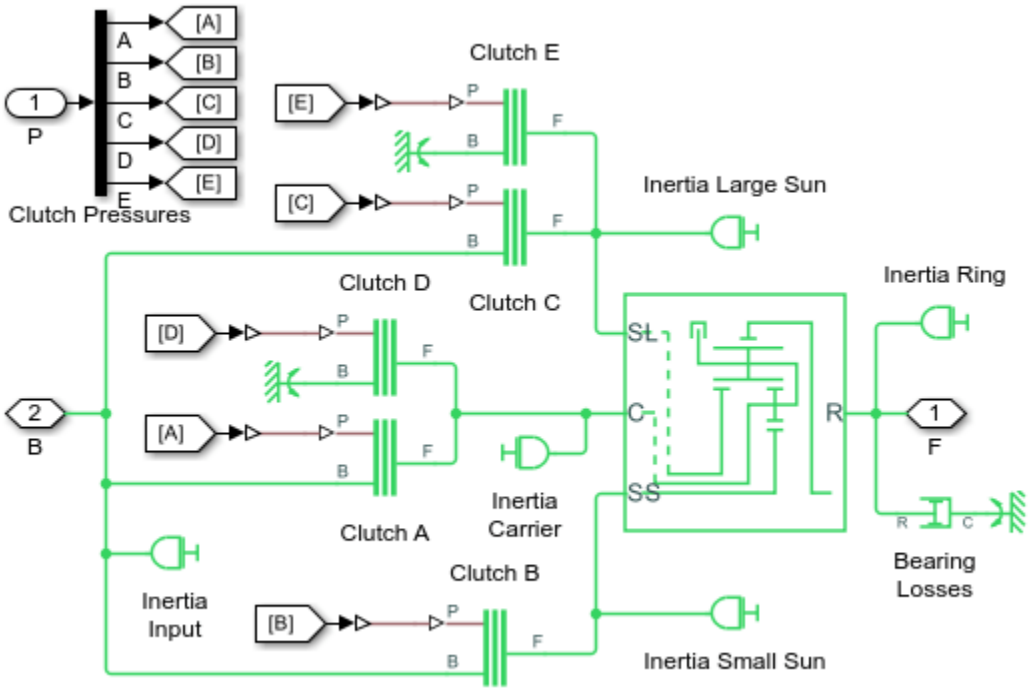 [A]
A
[B]
B
1
[C]
P
C
[D]
D
[E]
E
Clutch Pressures
Clutch E
[E]
P
F
B
[C]
P
F
B
Inertia Large Sun
Clutch D
Clutch C
Inertia Ring
[D]
P
F
B
SL
2
B
[A]
P
F
B
C
R
1
F
Inertia
Carrier
SS
R
C
Clutch A
Bearing
Losses
Inertia
Input
Clutch B
[B]
P
F
B
Inertia Small Sun